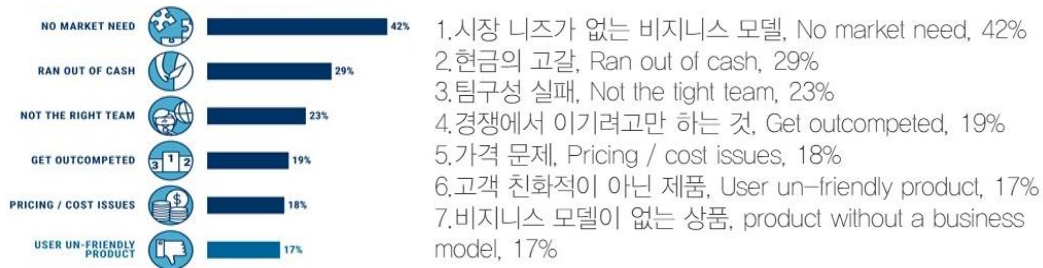 NO MARKET NEED 42%
RAN OUT OF CASH 29%
NOT THE RIGHT TEAM 23%
GET OUTCOMPETED 3 1 2 19%
PRICING / COST ISSUES $ 18%
USER UN-FRIENDLY
PRODUCT 17%
1.시장 니즈가 없는 비지니스 모델, No market need, 42%
2.현금의 고갈, Ran out of cash, 29%
3.팀구성 실패, Not the tight team, 23%
4.경쟁에서 이기려고만 하는 것, Get outcompeted, 19%
5.가격 문제, Pricing / cost issues, 18%
6.고객 친화적이 아닌 제품, User un-friendly product, 17%
7.비지니스 모델이 없는 상품, product without a business
model, 17%